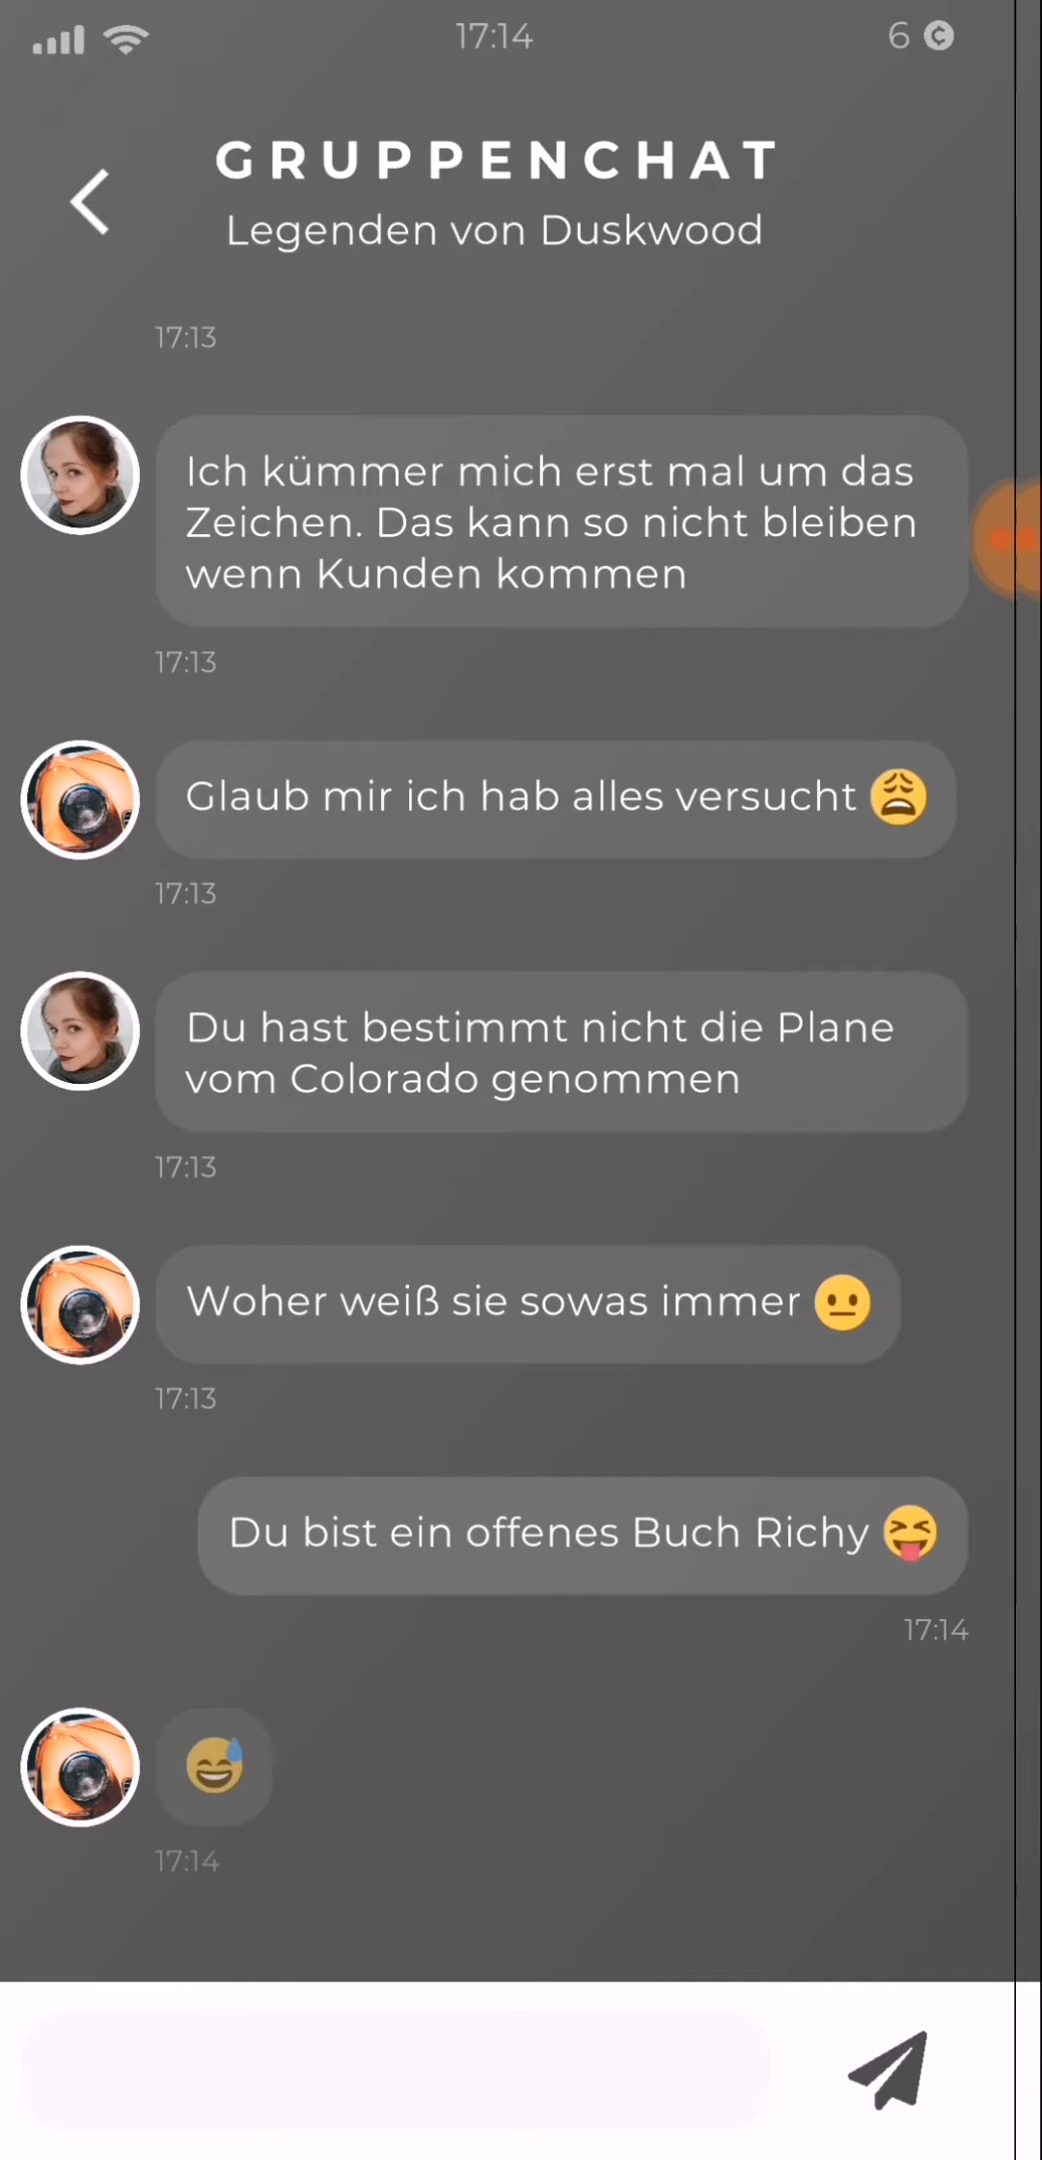 17:14
6
GRUPPENCHAT
Legenden von Duskwood
17:13
Ich kümmer mich erst mal um das
Zeichen. Das kann so nicht bleiben
wenn Kunden kommen
17:13
Glaub mir ich hab alles versucht 😩
17:13
Du hast bestimmt nicht die Plane
vom Colorado genommen
17:13
Woher weiß sie sowas immer 😐
17:13
Du bist ein offenes Buch Richy 😝
17:14
😅
17:14